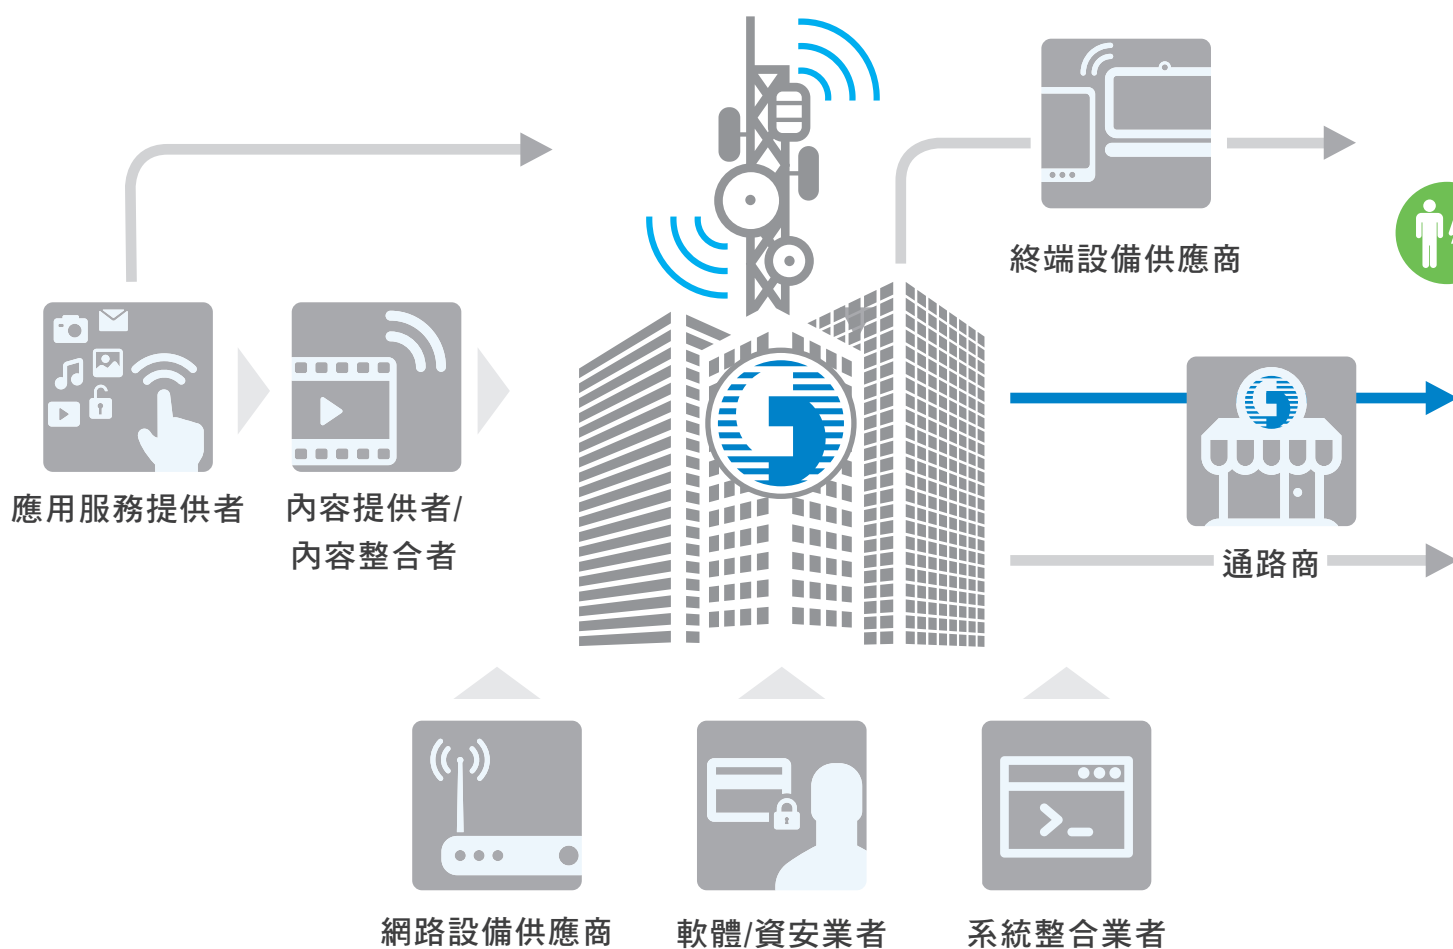 終端設備供應商
應用服務提供者
內容提供者/
內容整合者
通路商
網路設備供應商
軟體/資安業者
系統整合業者